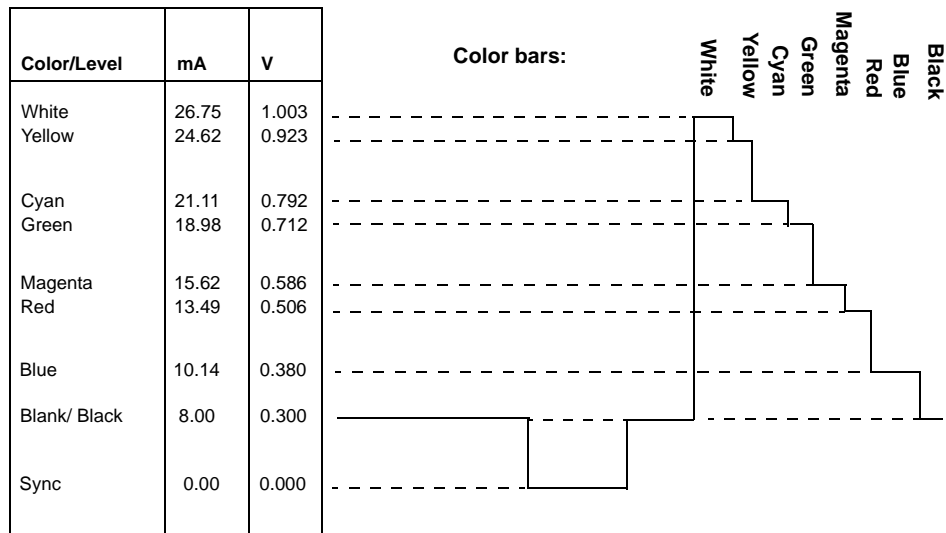 Color/Level mA V
White 26.75 1.003
Yellow 24.62 0.923
Cyan 21.11 0.792
Green 18.98 0.712
Magenta 15.62 0.586
Red 13.49 0.506
Blue 10.14 0.380
Blank/ Black 8.00 0.300
Sync 0.00 0.000
Color bars:
White
Yellow
Cyan
Green
Magenta
Red
Blue
Black